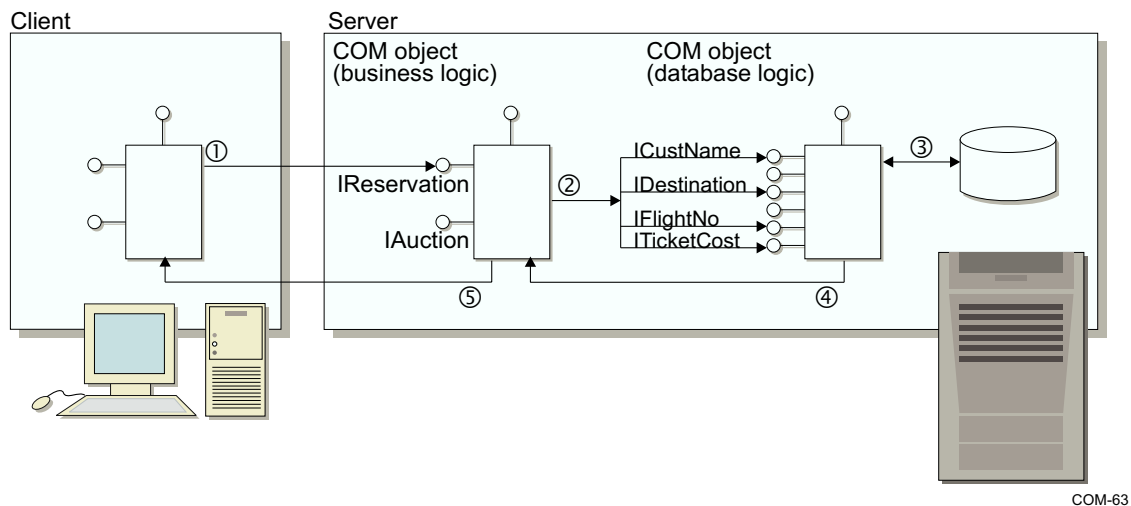 Client
Server
COM object
(business logic)
COM object
(database logic)
①
IReservation
IAuction
②
ICustName
IDestination
IFlightNo
ITicketCost
③
④
⑤
COM-63